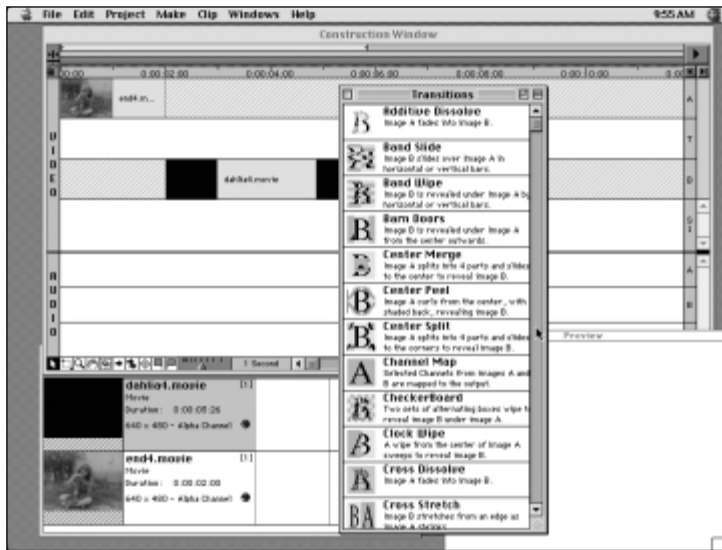 File Edit Project Make Clip Windows Help 9:55 AM
Construction Window
00:00 0:00:02:00 0:00:04:00 0:00:06:00 0:00:08:00 0:00:10:00
end4.m...
VIDEO
A
T
B
dahlia4.movie
S1
AUDIO
A
B
1 Second
Transitions
Additive Dissolve
Image A fades into Image B.
Band Slide
Image B slides over Image A in
horizontal or vertical bars.
Band Wipe
Image B is revealed under Image A by
horizontal or vertical bars.
Barn Doors
Image B is revealed under Image A
from the center outwards.
Center Merge
Image A splits into 4 parts and slides
to the center to reveal Image B.
Center Peel
Image A curls from the center, with
shaded back, revealing Image B.
Center Split
Image A splits into 4 parts and slides
to the corners to reveal Image B.
Channel Map
Selected Channels from images A and
B are mapped to the output.
CheckerBoard
Two sets of alternating boxes wipe to
reveal Image B under Image A.
Clock Wipe
A wipe from the center of Image A
sweeps to reveal Image B.
Cross Dissolve
Image A fades into Image B.
Cross Stretch
Image B stretches from an edge as
Image A shrinks.
Preview
dahlia4.movie [1]
Movie
Duration: 0:00:05:26
640 x 480 - Alpha Channel
end4.movie [1]
Movie
Duration: 0:00:02:00
640 x 480 - Alpha Channel